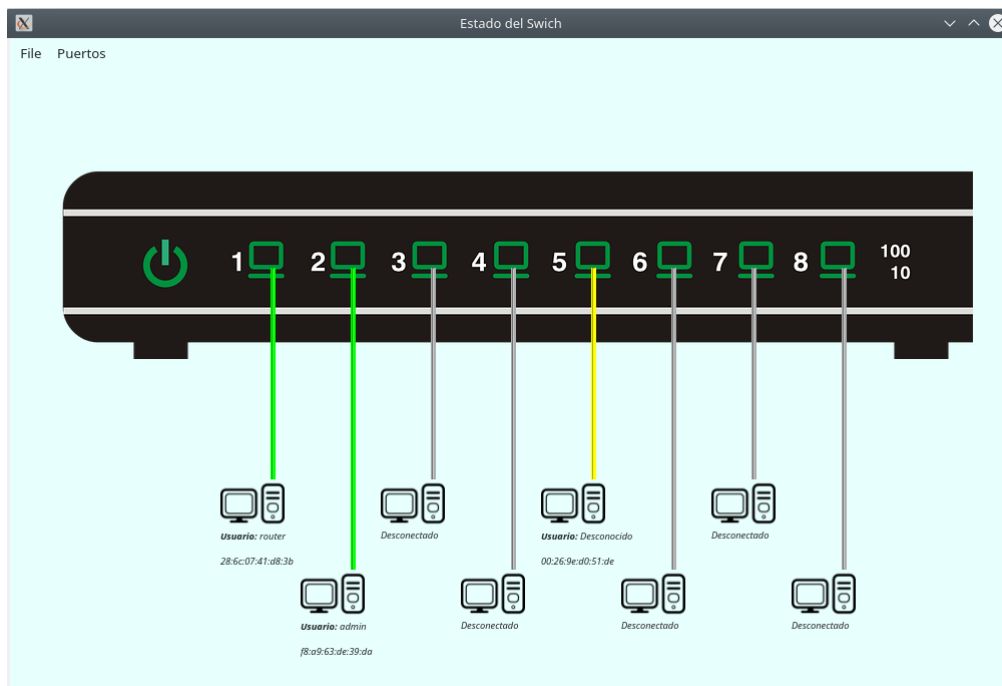 Estado del Swich
File Puertos
1 2 3 4 5 6 7 8 100
10
Usuario: router
28:6c:07:41:d8:3b
Desconectado
Usuario: Desconocido
00:26:9e:d0:51:de
Desconectado
Usuario: admin
f8:a9:63:de:39:da
Desconectado
Desconectado
Desconectado